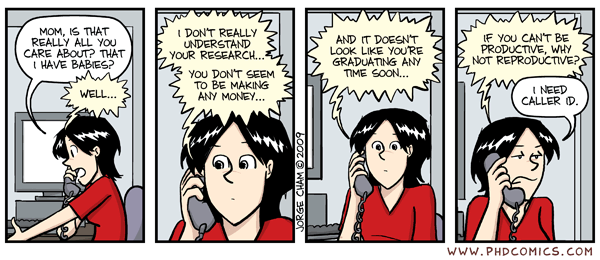 MOM, IS THAT
REALLY ALL YOU
CARE ABOUT? THAT
I HAVE BABIES?
WELL...
I DON'T REALLY
UNDERSTAND
YOUR RESEARCH...
YOU DON'T SEEM
TO BE MAKING
ANY MONEY...
JORGE CHAM © 2009
AND IT DOESN'T
LOOK LIKE YOU'RE
GRADUATING ANY
TIME SOON...
IF YOU CAN'T BE
PRODUCTIVE, WHY
NOT REPRODUCTIVE?
I NEED
CALLER ID.
WWW.PHDCOMICS.COM